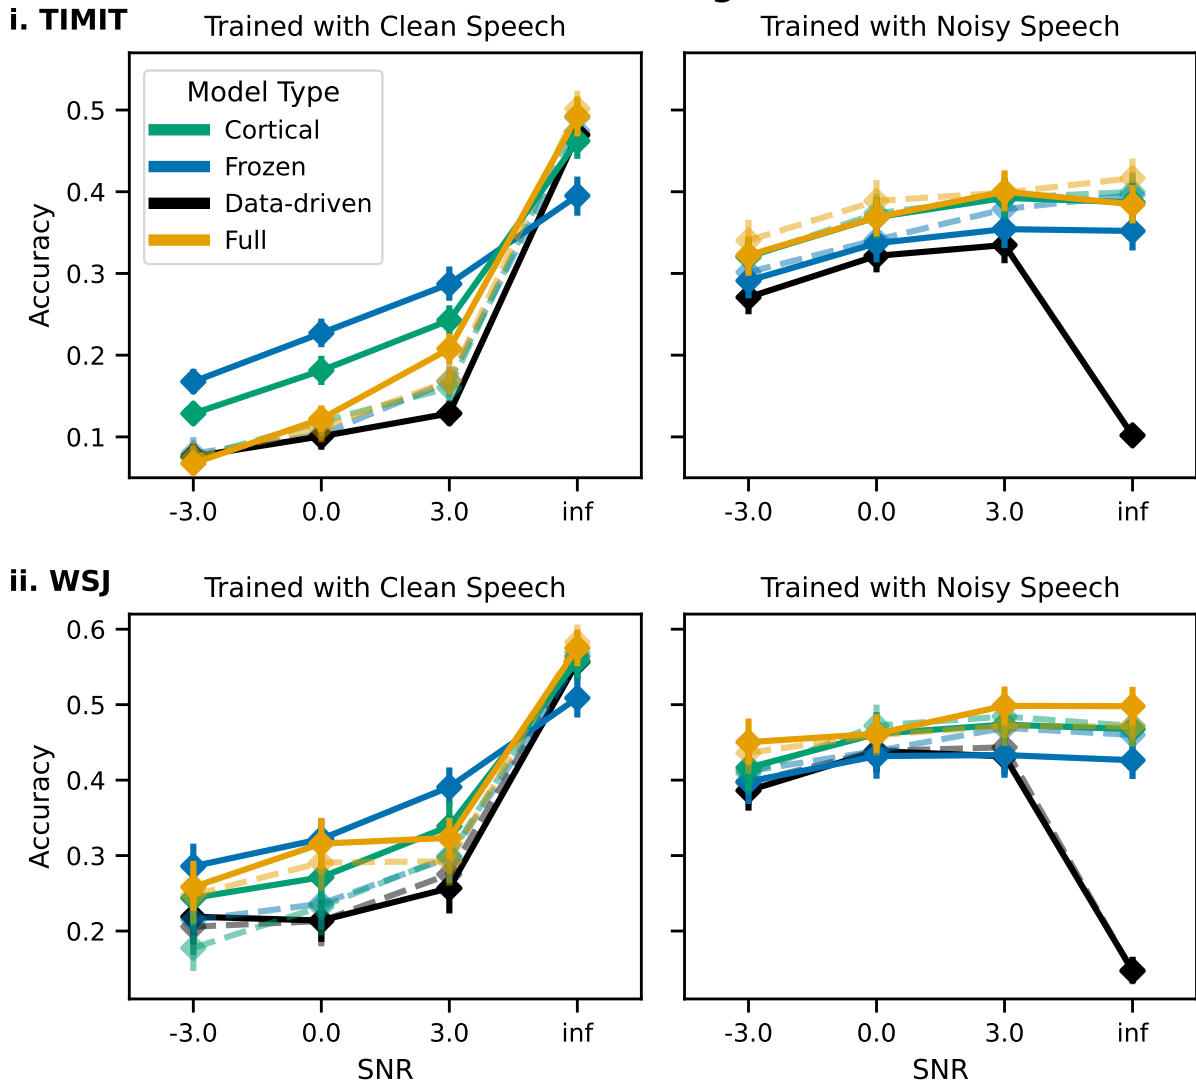 i. TIMIT
Trained with Clean Speech
Trained with Noisy Speech
Model Type
Cortical
Frozen
Data-driven
Full
Accuracy
0.5
0.4
0.3
0.2
0.1
-3.0 0.0 3.0 inf
-3.0 0.0 3.0 inf
ii. WSJ
Trained with Clean Speech
Trained with Noisy Speech
Accuracy
0.6
0.5
0.4
0.3
0.2
-3.0 0.0 3.0 inf
-3.0 0.0 3.0 inf
SNR
SNR